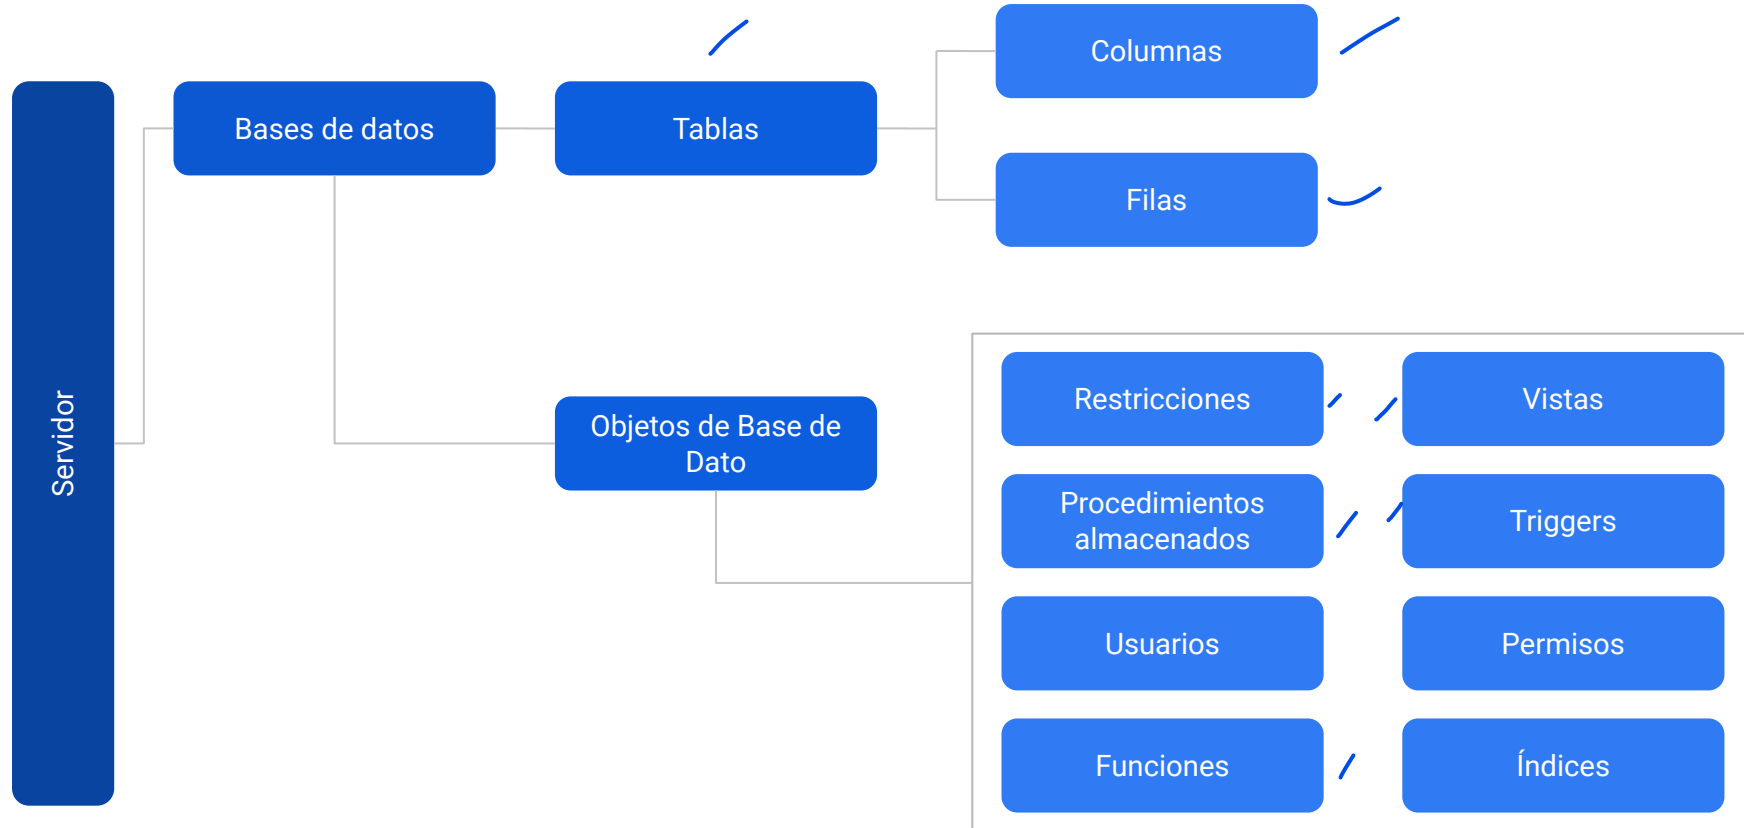 Servidor
Bases de datos
Tablas
Columnas
Filas
Objetos de Base de
Dato
Restricciones
Vistas
Procedimientos
almacenados
Triggers
Usuarios
Permisos
Funciones
Índices